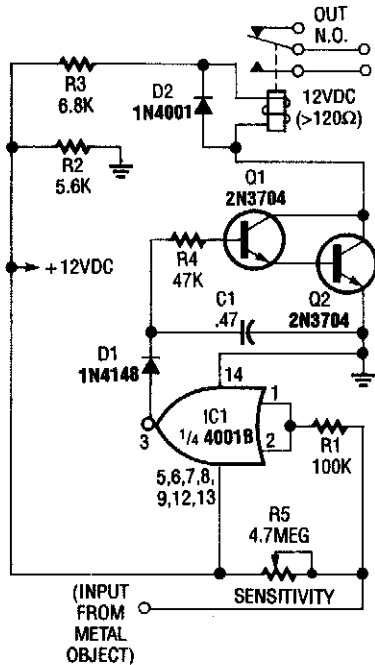 OUT
N.O.
R3
6.8K
D2
1N4001
12VDC
(>120Ω)
R2
5.6K
Q1
2N3704
+12VDC
R4
47K
Q2
2N3704
C1
.47
D1
1N4148
14
1
IC1
1/4 4001B
2
3
R1
100K
5,6,7,8,
9,12,13
R5
4.7MEG
SENSITIVITY
(INPUT
FROM
METAL
OBJECT)